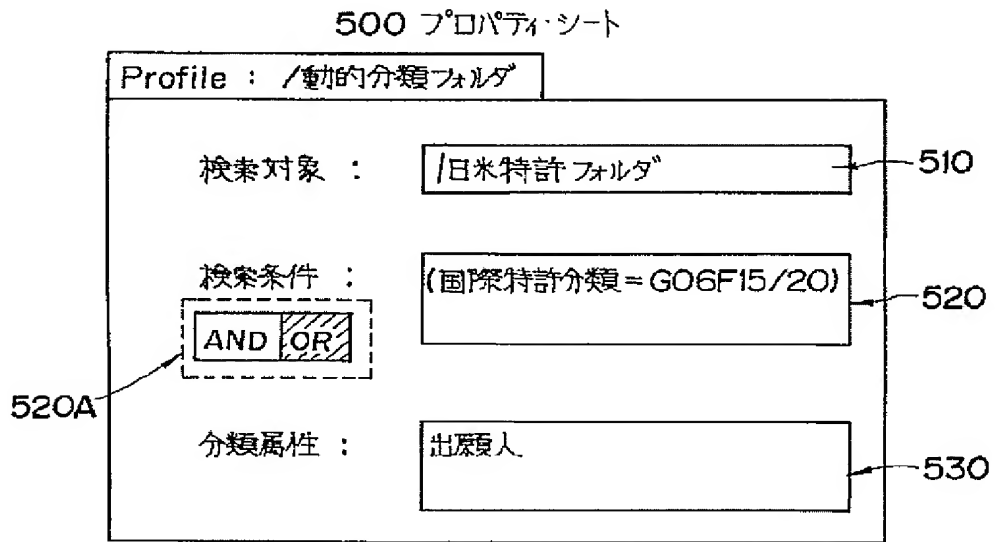 500 プロパティ・シート
Profile : /動的分類フォルダ
検索対象 : /日米特許フォルダ 510
検索条件 : (国際特許分類=G06F15/20) 520
AND OR
520A
分類属性 : 出願人 530